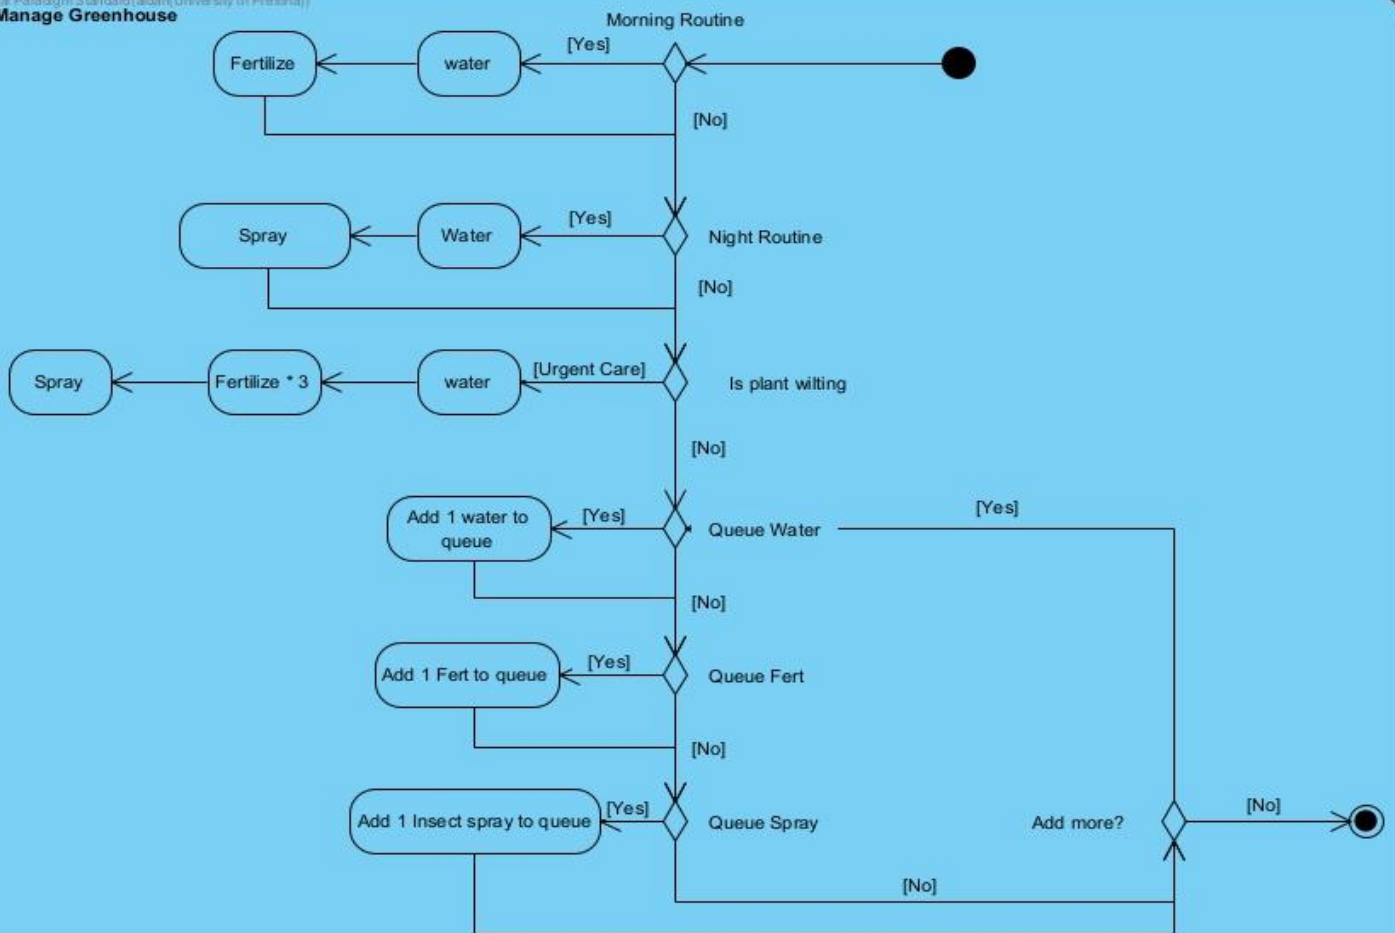 Manage Greenhouse
Morning Routine
Fertilize
water
[Yes]
[No]
Spray
Water
[Yes]
Night Routine
[No]
Spray
Fertilize * 3
water
[Urgent Care]
Is plant wilting
[No]
Add 1 water to
queue
[Yes]
Queue Water
[Yes]
[No]
Add 1 Fert to queue
[Yes]
Queue Fert
[No]
Add 1 Insect spray to queue
[Yes]
Queue Spray
Add more?
[No]
[No]